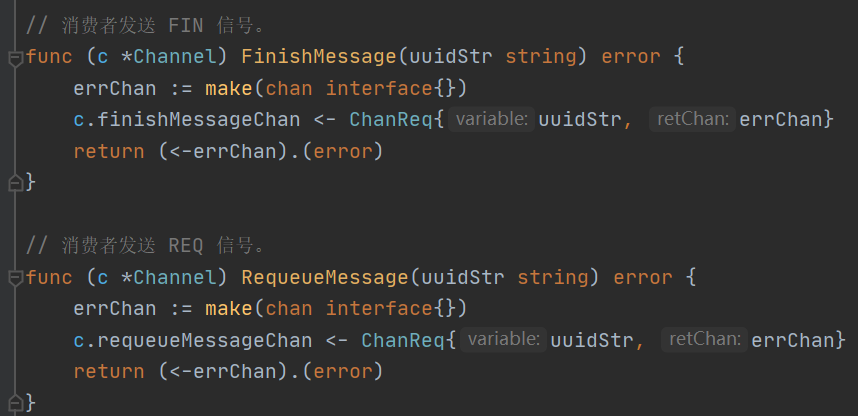 // 消费者发送 FIN 信号。
func (c *Channel) FinishMessage(uuidStr string) error {
errChan := make(chan interface{})
c.finishMessageChan <- ChanReq{ variable: uuidStr, retChan: errChan}
return (<-errChan).(error)
}
// 消费者发送 REQ 信号。
func (c *Channel) RequeueMessage(uuidStr string) error {
errChan := make(chan interface{})
c.requeueMessageChan <- ChanReq{ variable: uuidStr, retChan: errChan}
return (<-errChan).(error)
}